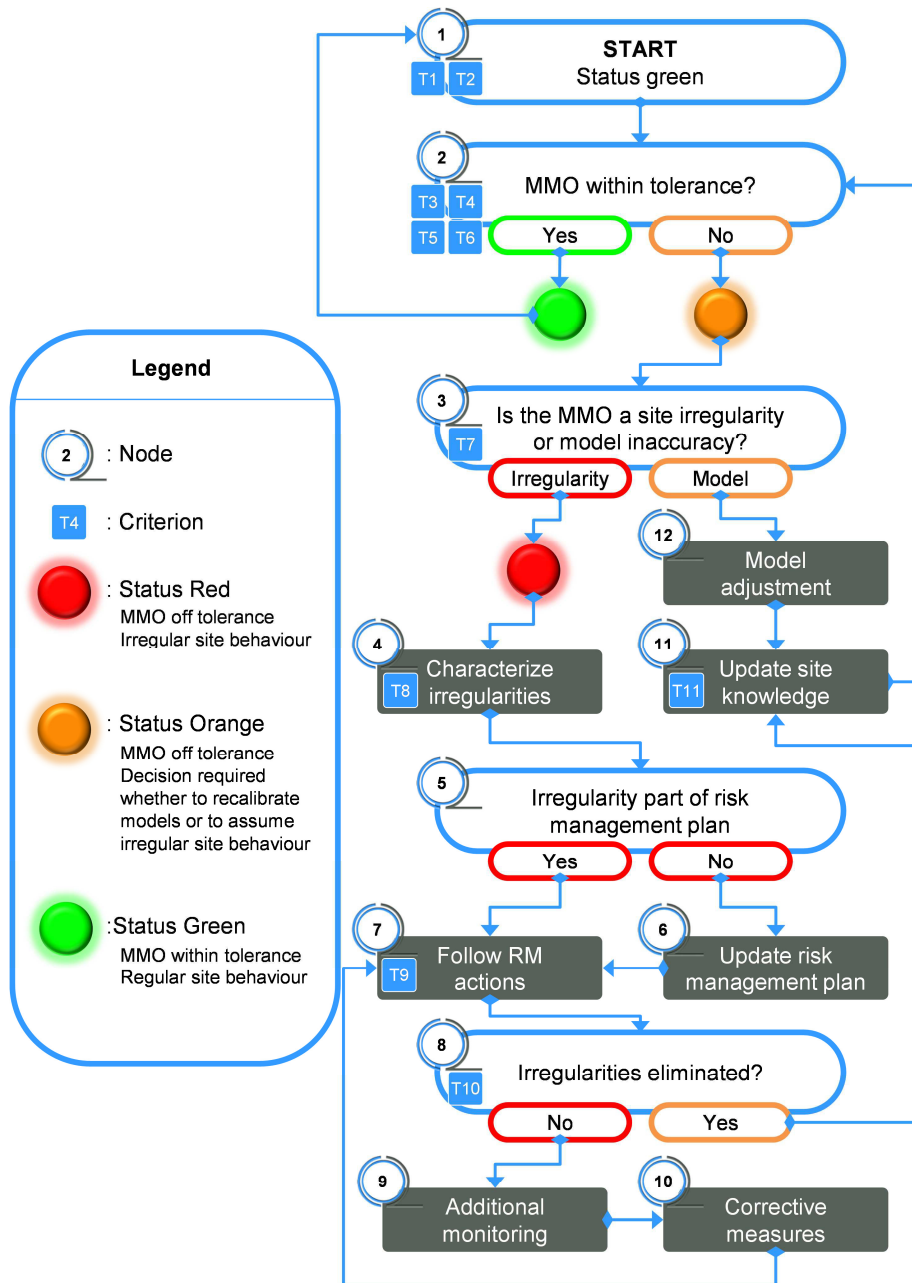 1
START
T1 T2
Status green
2
MMO within tolerance?
T3 T4
T5 T6
Yes
No
Legend
2 : Node
T4 : Criterion
: Status Red
MMO off tolerance
Irregular site behaviour
: Status Orange
MMO off tolerance
Decision required
whether to recalibrate
models or to assume
irregular site behaviour
:Status Green
MMO within tolerance
Regular site behaviour
3
Is the MMO a site irregularity
or model inaccuracy?
T7
Irregularity
Model
12
Model
adjustment
4
Characterize
irregularities
T8
11
Update site
knowledge
T11
5
Irregularity part of risk
management plan
Yes
No
7
Follow RM
actions
T9
6
Update risk
management plan
8
Irregularities eliminated?
T10
No
Yes
9
Additional
monitoring
10
Corrective
measures